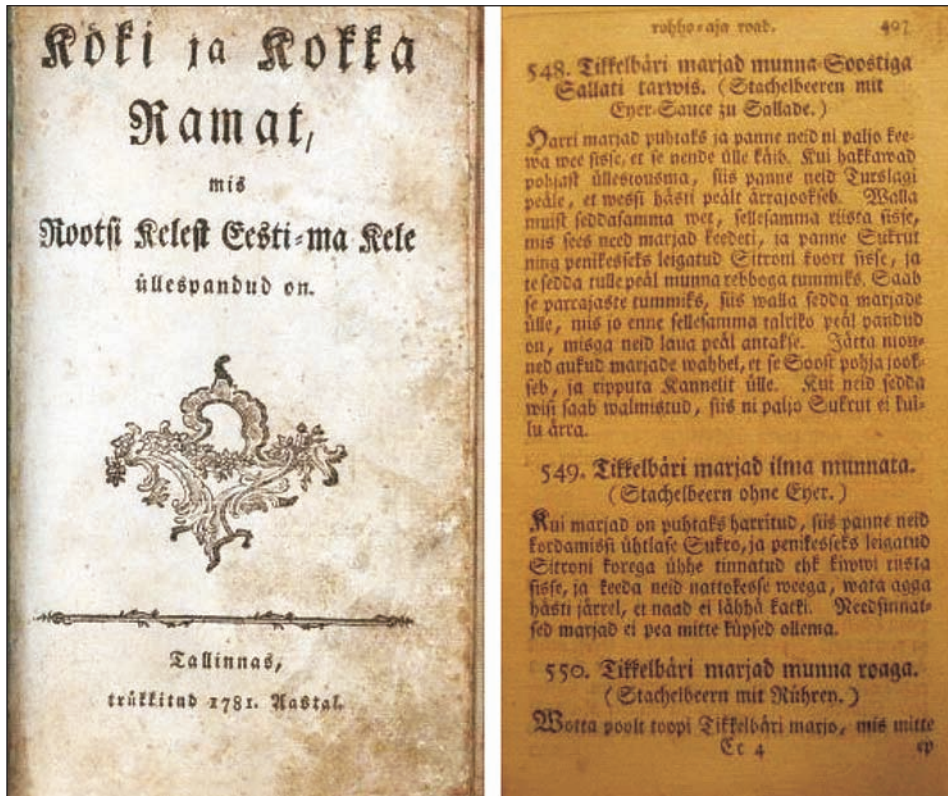 Köki ja Kokka
Ramat,
mis
Rootsi Kelest Eesti-ma Kele
üllespandud on.
Tallinnas,
trükkitud 1781. Aastal.
rohho-aja road. 407
548. Tikkelbäri marjad munna-Soostiga
Sallati tarwis. (Stachelbeeren mit
Eyer-Sauce zu Sallade.)
Harri marjad puhtaks ja panne neid ni paljo kee-
wa wee sisse, et se nende ülle käib. Kui hakkawad
pohjast üllestousma, siis panne neid Turslagi
peäle, et wessi hästi peält ärrajookseb. Walla
muist seddasamma wet, sellesamma riista sisse,
mis sees need marjad keedeti, ja panne Sukrut
ning penikesseks leigatud Sitroni koort sisse, ja
te sedda tulle peäl munna rebboga tummiks. Saab
se parrajaste tummiks, siis walla sedda marjade
ülle, mis jo enne sellesamma talriko peäl pandud
on, misga neid laua peäl antakse. Jätta mon-
ned aukud marjade wahhel, et se Soost pohja jook-
seb, ja ripputa Kannelit ülle. Kui neid sedda
wisi saab walmistud, siis ni paljo Sukrut ei kul-
lu ärra.
549. Tikkelbäri marjad ilma munnata.
(Stachelbeern ohne Eyer.)
Kui marjad on puhtaks harritud, siis panne neid
kordamissi ühtlase Sukro, ja penikesseks leigatud
Sitroni korega ühhe tinnatud ehk kiwwi riista
sisse, ja keeda neid nattokesse weega, wata agga
hästi järrel, et naad ei lähhä katki. Needsinnat-
sed marjad ei pea mitte küpsed ollema.
550. Tikkelbäri marjad munna roaga.
(Stachelbeern mit Rühren.)
Wotta poolt toopi Tikkelbäri marjo, mis mitte
Cc 4 ep